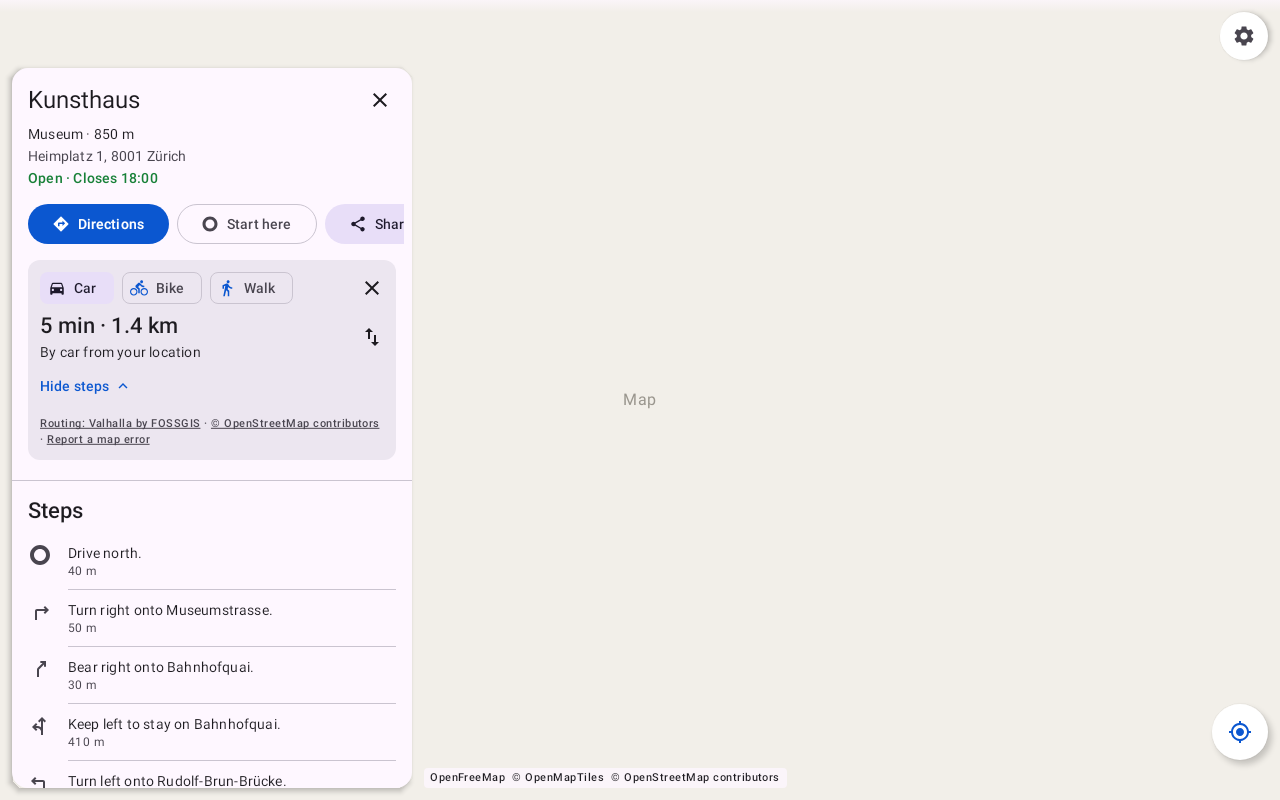 Kunsthaus
Museum · 850 m
Heimplatz 1, 8001 Zürich
Open · Closes 18:00
Directions
Start here
Shar
Car
Bike
Walk
5 min · 1.4 km
By car from your location
Hide steps
Routing: Valhalla by FOSSGIS · © OpenStreetMap contributors
· Report a map error
Steps
Drive north.
40 m
Turn right onto Museumstrasse.
50 m
Bear right onto Bahnhofquai.
30 m
Keep left to stay on Bahnhofquai.
410 m
Turn left onto Rudolf-Brun-Brücke.
Map
OpenFreeMap © OpenMapTiles © OpenStreetMap contributors